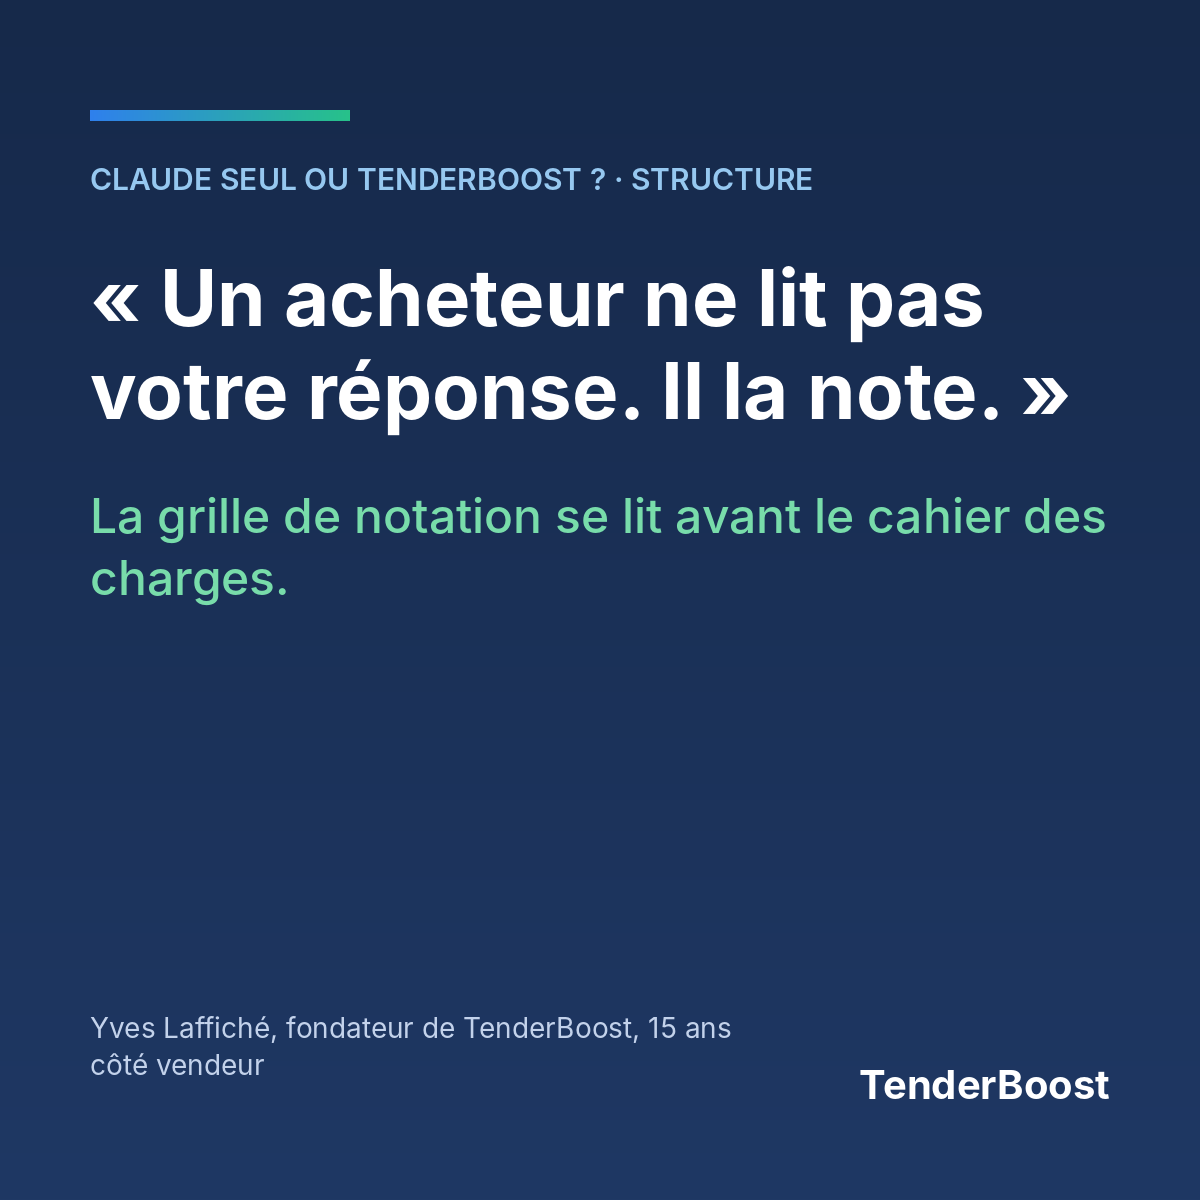 CLAUDE SEUL OU TENDERBOOST ? · STRUCTURE
« Un acheteur ne lit pas
votre réponse. Il la note. »
La grille de notation se lit avant le cahier des
charges.
Yves Laffiché, fondateur de TenderBoost, 15 ans
côté vendeur
TenderBoost